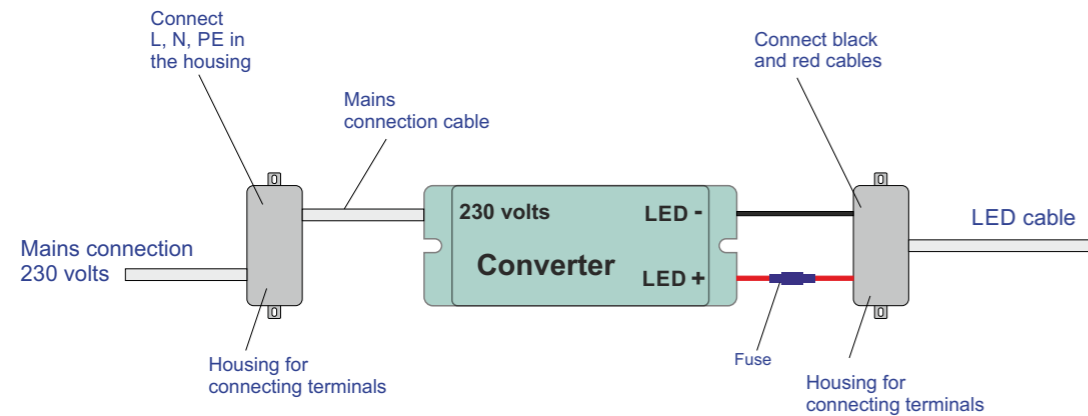 Connect
L, N, PE in
the housing
Connect black
and red cables
Mains
connection cable
230 volts
LED -
LED cable
Mains connection
230 volts
Converter
LED +
Housing for
connecting terminals
Fuse
Housing for
connecting terminals